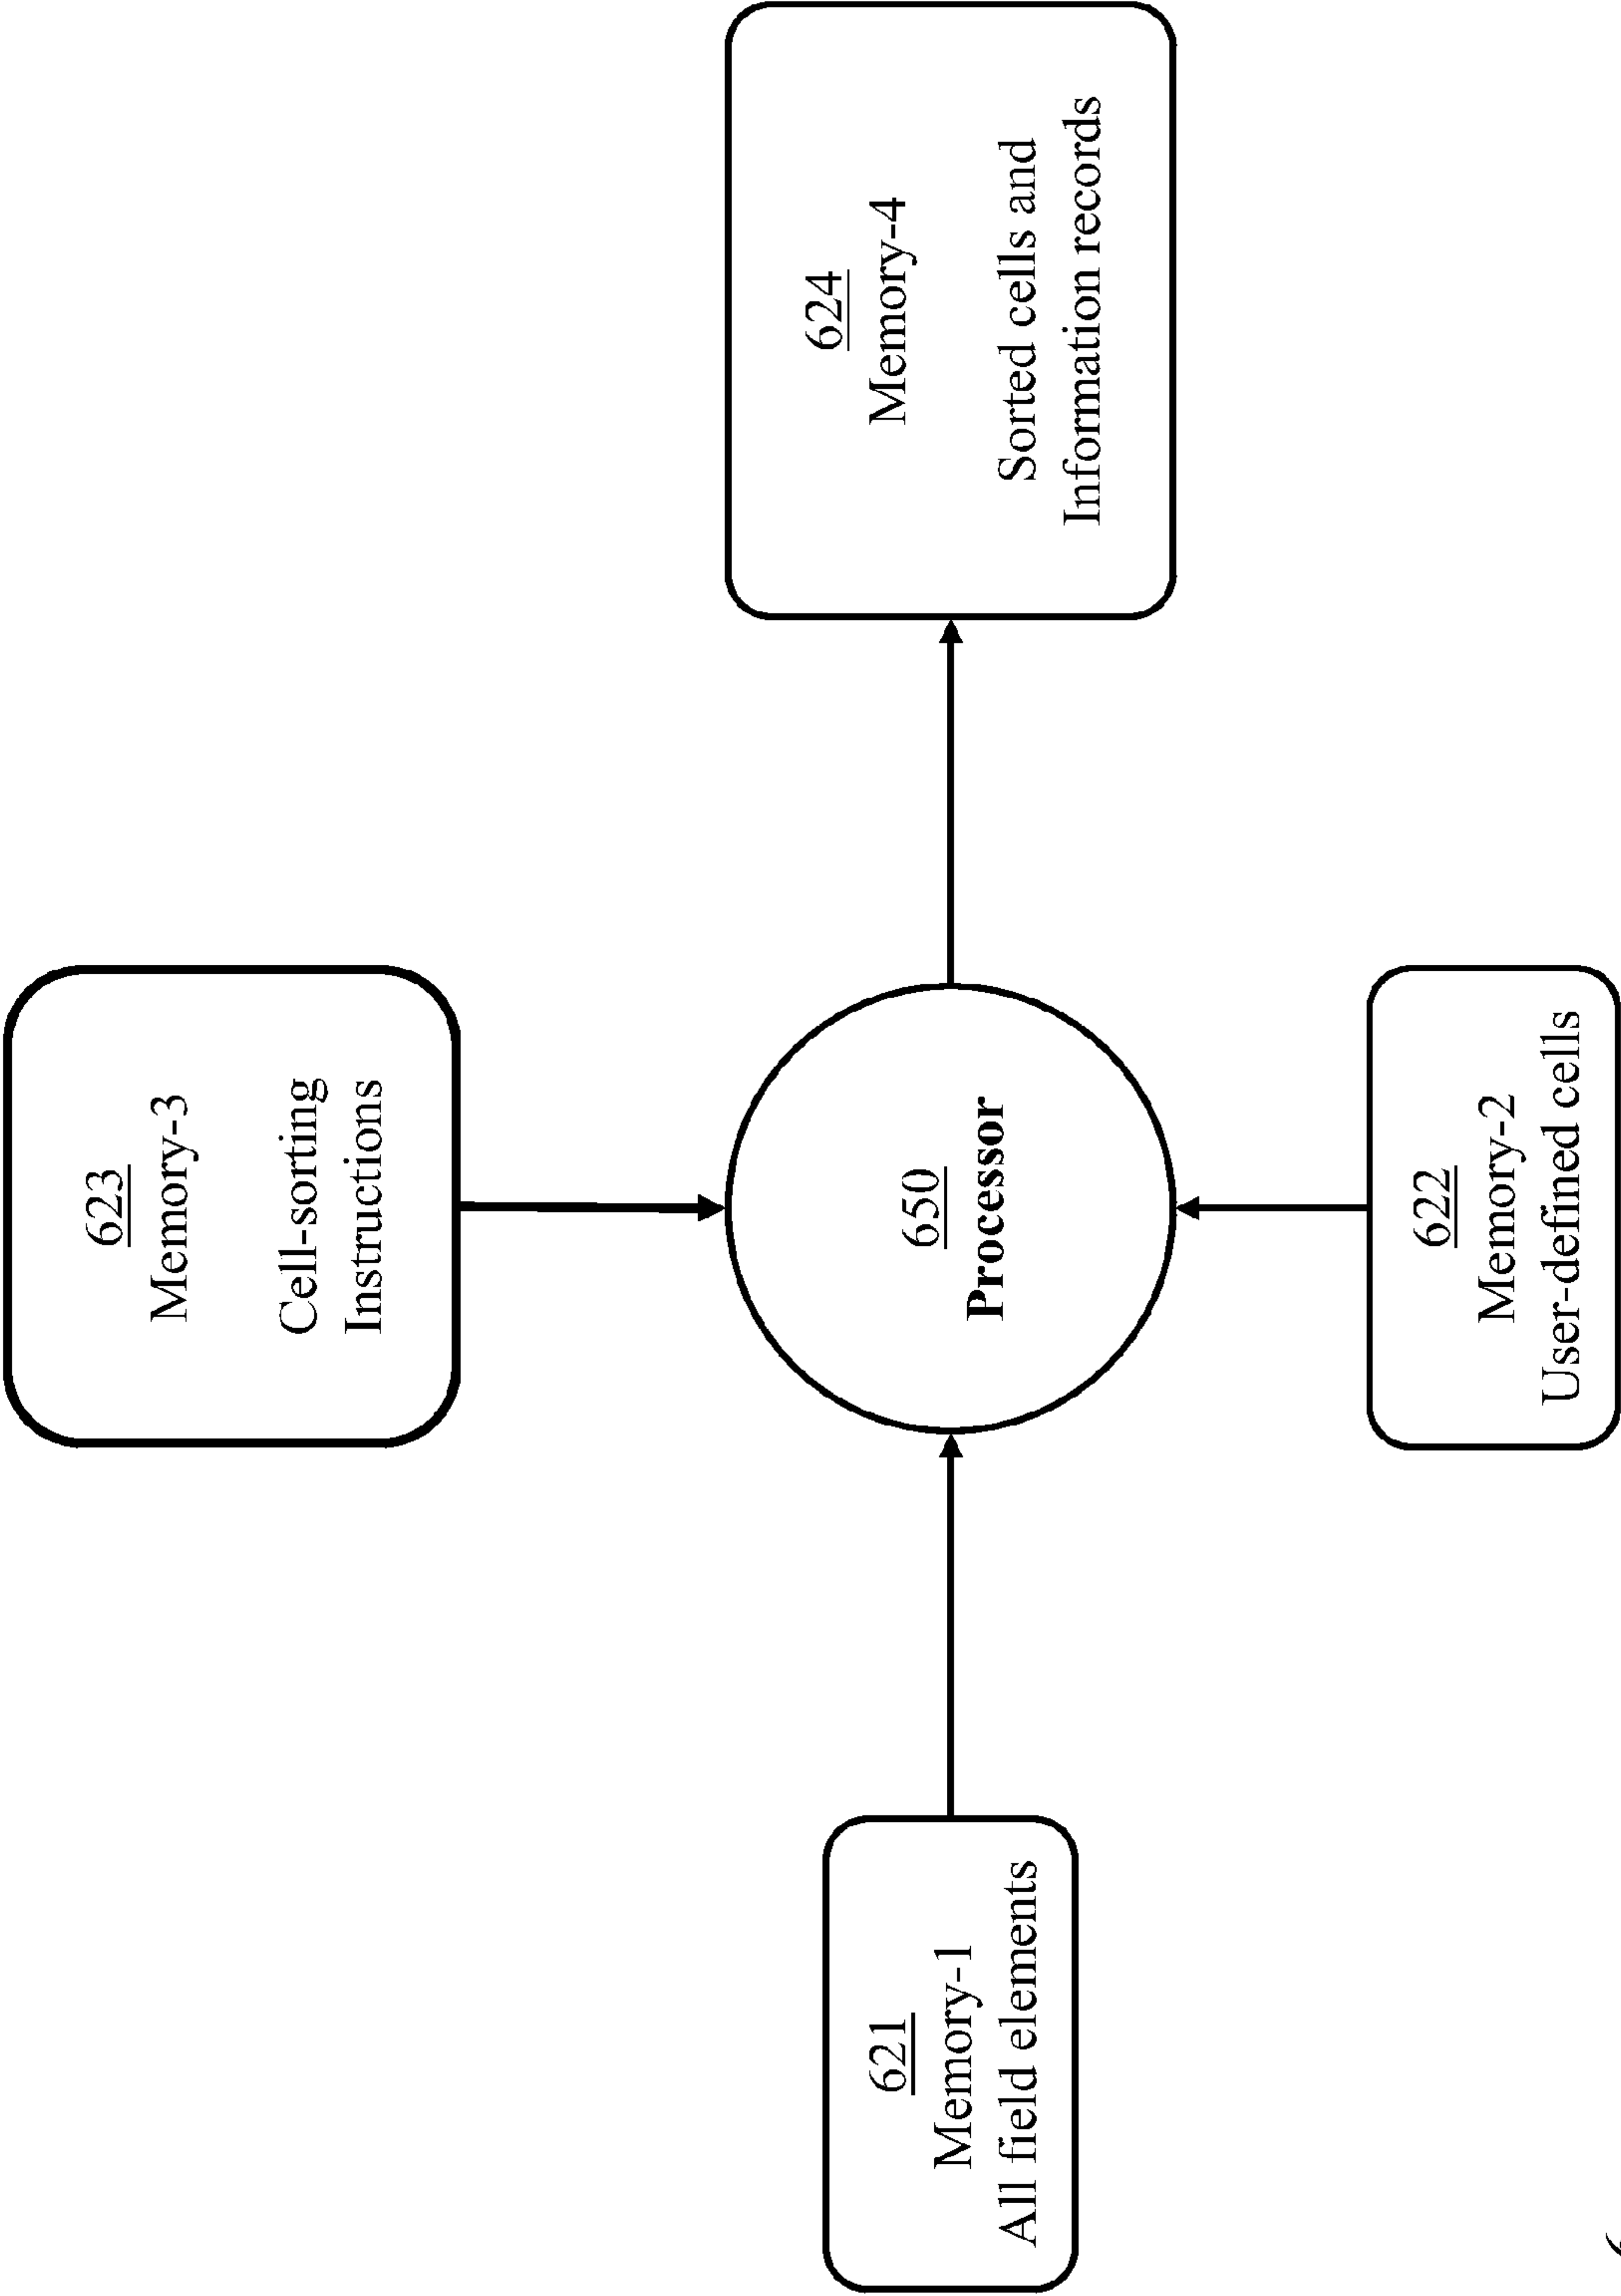 623
Memory-3
Cell-sorting
Instructions
621
Memory-1
All field elements
650
Processor
624
Memory-4
Sorted cells and
Information records
622
Memory-2
User-defined cells